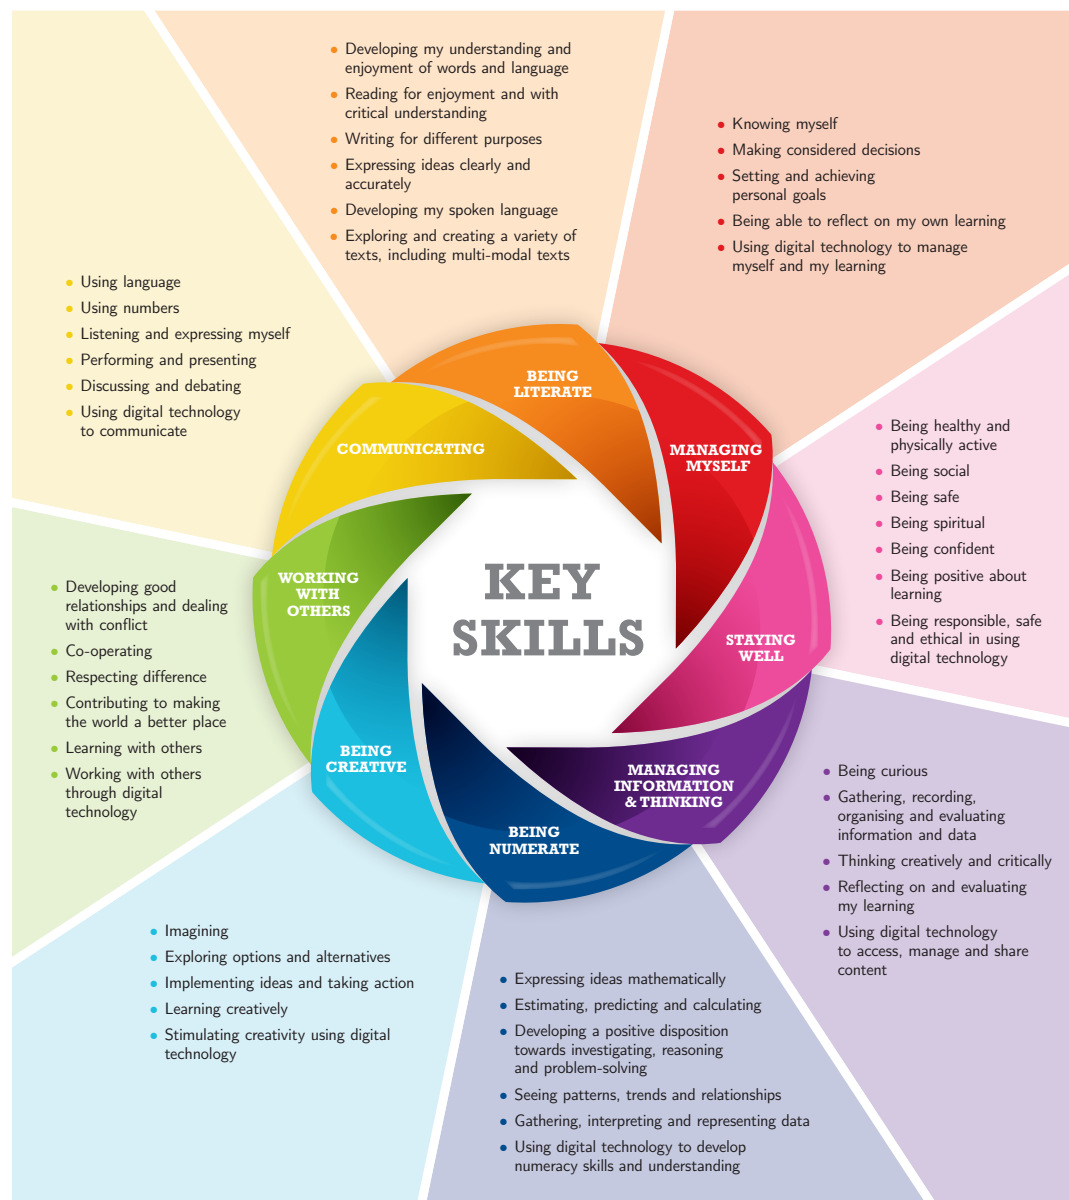 KEY
SKILLS
BEING
LITERATE
• Developing my understanding and
enjoyment of words and language
• Reading for enjoyment and with
critical understanding
• Writing for different purposes
• Expressing ideas clearly and
accurately
• Developing my spoken language
• Exploring and creating a variety of
texts, including multi-modal texts
MANAGING
MYSELF
• Knowing myself
• Making considered decisions
• Setting and achieving
personal goals
• Being able to reflect on my own learning
• Using digital technology to manage
myself and my learning
STAYING
WELL
• Being healthy and
physically active
• Being social
• Being safe
• Being spiritual
• Being confident
• Being positive about
learning
• Being responsible, safe
and ethical in using
digital technology
MANAGING
INFORMATION
& THINKING
• Being curious
• Gathering, recording,
organising and evaluating
information and data
• Thinking creatively and critically
• Reflecting on and evaluating
my learning
• Using digital technology
to access, manage and share
content
BEING
NUMERATE
• Expressing ideas mathematically
• Estimating, predicting and calculating
• Developing a positive disposition
towards investigating, reasoning
and problem-solving
• Seeing patterns, trends and relationships
• Gathering, interpreting and representing data
• Using digital technology to develop
numeracy skills and understanding
BEING
CREATIVE
• Imagining
• Exploring options and alternatives
• Implementing ideas and taking action
• Learning creatively
• Stimulating creativity using digital
technology
WORKING
WITH
OTHERS
• Developing good
relationships and dealing
with conflict
• Co-operating
• Respecting difference
• Contributing to making
the world a better place
• Learning with others
• Working with others
through digital
technology
COMMUNICATING
• Using language
• Using numbers
• Listening and expressing myself
• Performing and presenting
• Discussing and debating
• Using digital technology
to communicate